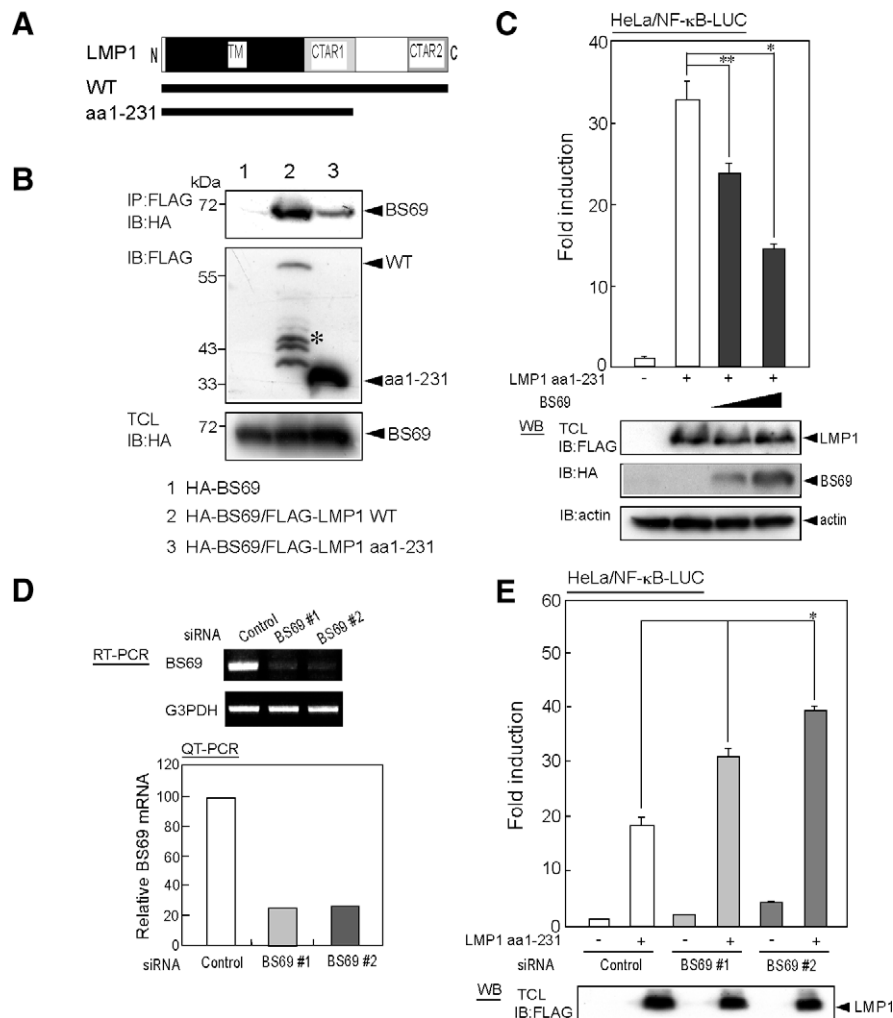 A
LMP1 N TM CTAR1 CTAR2 C
WT
aa1-231
B
1 2 3
kDa
IP:FLAG
IB:HA
72
BS69
IB:FLAG
55
WT
*
43
33
aa1-231
TCL
IB:HA
72
BS69
1 HA-BS69
2 HA-BS69/FLAG-LMP1 WT
3 HA-BS69/FLAG-LMP1 aa1-231
C
HeLa/NF-κB-LUC
Fold induction
40
30
20
10
0
**
*
LMP1 aa1-231 - + + +
BS69
WB TCL
IB:FLAG
LMP1
IB:HA
BS69
IB:actin
actin
D
siRNA Control BS69 #1 BS69 #2
RT-PCR BS69
G3PDH
QT-PCR
Relative BS69 mRNA
120
100
80
60
40
20
0
siRNA Control BS69 #1 BS69 #2
E
HeLa/NF-κB-LUC
Fold induction
60
50
40
30
20
10
0
*
LMP1 aa1-231 - + - + - +
siRNA Control BS69 #1 BS69 #2
WB TCL
IB:FLAG
LMP1